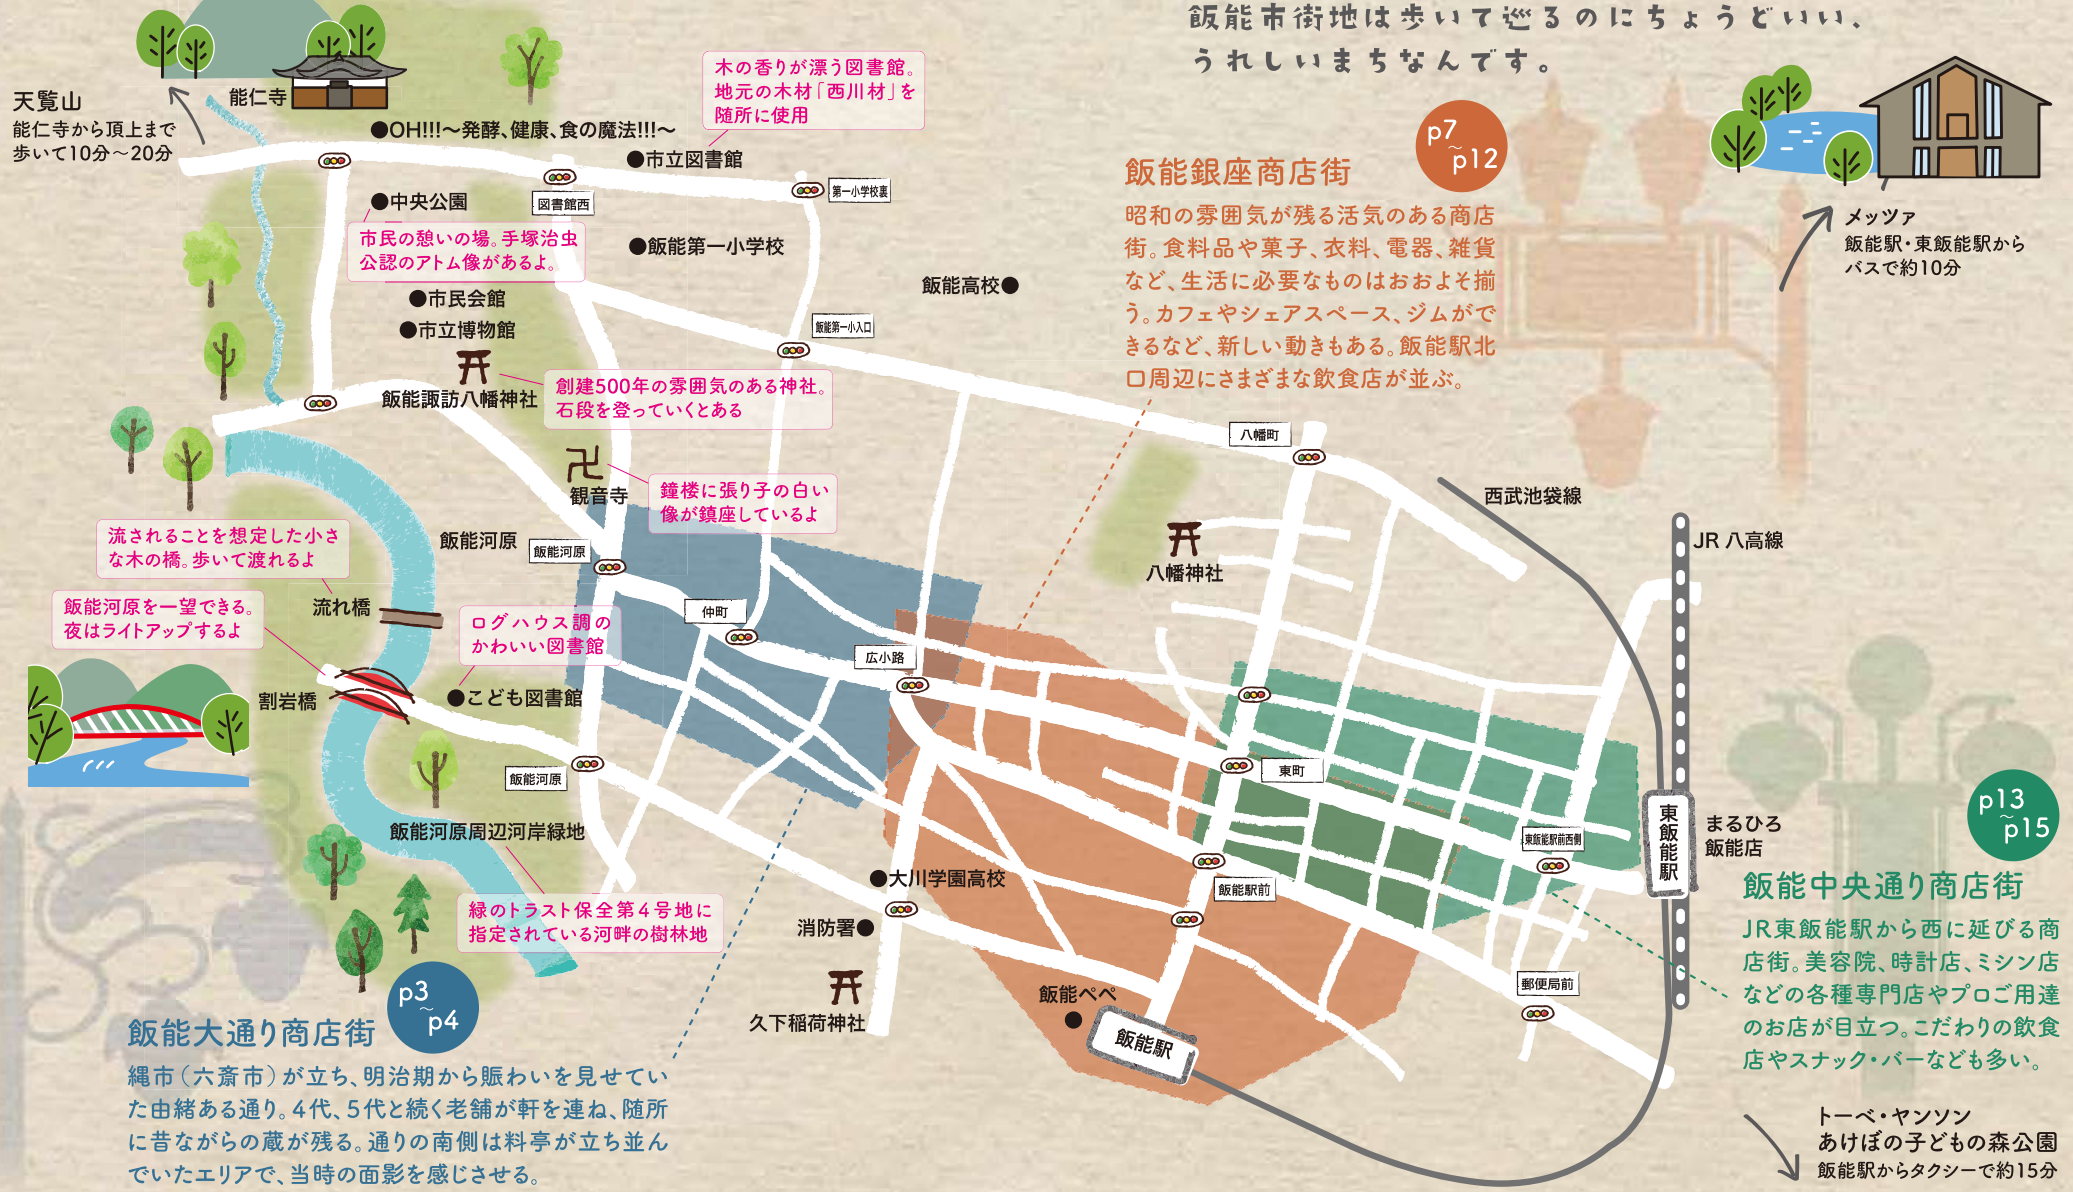 飯能市街地は歩いて巡るのにちょうどいい、
うれしいまちなんです。
天覧山
能仁寺から頂上まで
歩いて10分〜20分
能仁寺
●OH!!!〜発酵、健康、食の魔法!!!〜
木の香りが漂う図書館。
地元の木材「西川材」を
随所に使用
●市立図書館
第一小学校裏
図書館西
●中央公園
市民の憩いの場。手塚治虫
公認のアトム像があるよ。
●飯能第一小学校
飯能高校●
●市民会館
●市立博物館
飯能第一小入口
飯能諏訪八幡神社
創建500年の雰囲気のある神社。
石段を登っていくとある
観音寺
鐘楼に張り子の白い
像が鎮座しているよ
p7
〜
p12
飯能銀座商店街
昭和の雰囲気が残る活気のある商店
街。食料品や菓子、衣料、電器、雑貨
など、生活に必要なものはおおよそ揃
う。カフェやシェアスペース、ジムがで
きるなど、新しい動きもある。飯能駅北
口周辺にさまざまな飲食店が並ぶ。
メッツァ
飯能駅・東飯能駅から
バスで約10分
八幡町
西武池袋線
JR 八高線
八幡神社
流されることを想定した小さ
な木の橋。歩いて渡れるよ
飯能河原
飯能河原
流れ橋
飯能河原を一望できる。
夜はライトアップするよ
ログハウス調の
かわいい図書館
仲町
広小路
割岩橋
●こども図書館
飯能河原
東町
飯能河原周辺河岸緑地
緑のトラスト保全第4号地に
指定されている河畔の樹林地
●大川学園高校
消防署●
飯能駅前
東飯能駅前西側
東飯能駅
まるひろ
飯能店
郵便局前
久下稲荷神社
飯能ぺぺ
●
飯能駅
p3
〜
p4
飯能大通り商店街
縄市（六斎市）が立ち、明治期から賑わいを見せてい
た由緒ある通り。4代、5代と続く老舗が軒を連ね、随所
に昔ながらの蔵が残る。通りの南側は料亭が立ち並ん
でいたエリアで、当時の面影を感じさせる。
p13
〜
p15
飯能中央通り商店街
JR東飯能駅から西に延びる商
店街。美容院、時計店、ミシン店
などの各種専門店やプロご用達
のお店が目立つ。こだわりの飲食
店やスナック・バーなども多い。
トーベ・ヤンソン
あけぼの子どもの森公園
飯能駅からタクシーで約15分